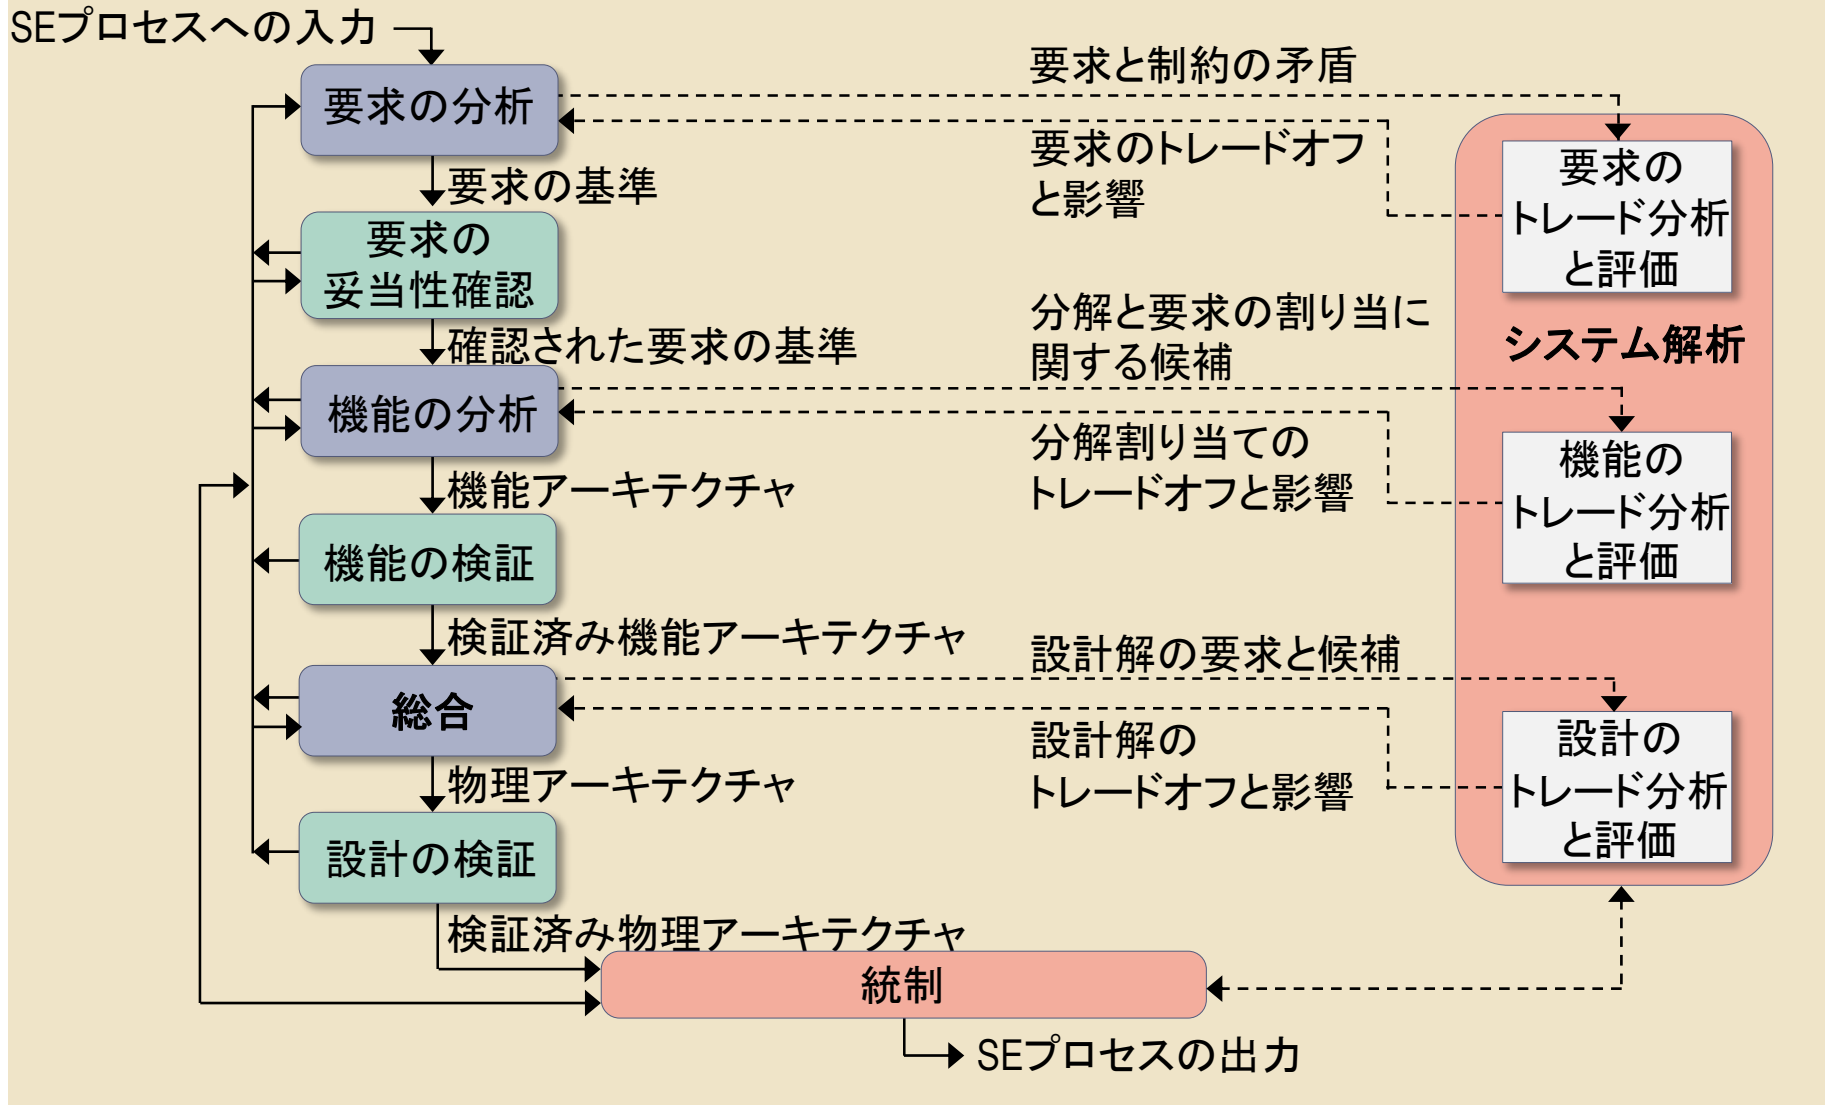 SEプロセスへの入力
要求の分析
要求の基準
要求の
妥当性確認
確認された要求の基準
機能の分析
機能アーキテクチャ
機能の検証
検証済み機能アーキテクチャ
総合
物理アーキテクチャ
設計の検証
検証済み物理アーキテクチャ
統制
SEプロセスの出力
要求と制約の矛盾
要求のトレードオフ
と影響
分解と要求の割り当に
関する候補
分解割り当ての
トレードオフと影響
設計解の要求と候補
設計解の
トレードオフと影響
要求の
トレード分析
と評価
システム解析
機能の
トレード分析
と評価
設計の
トレード分析
と評価